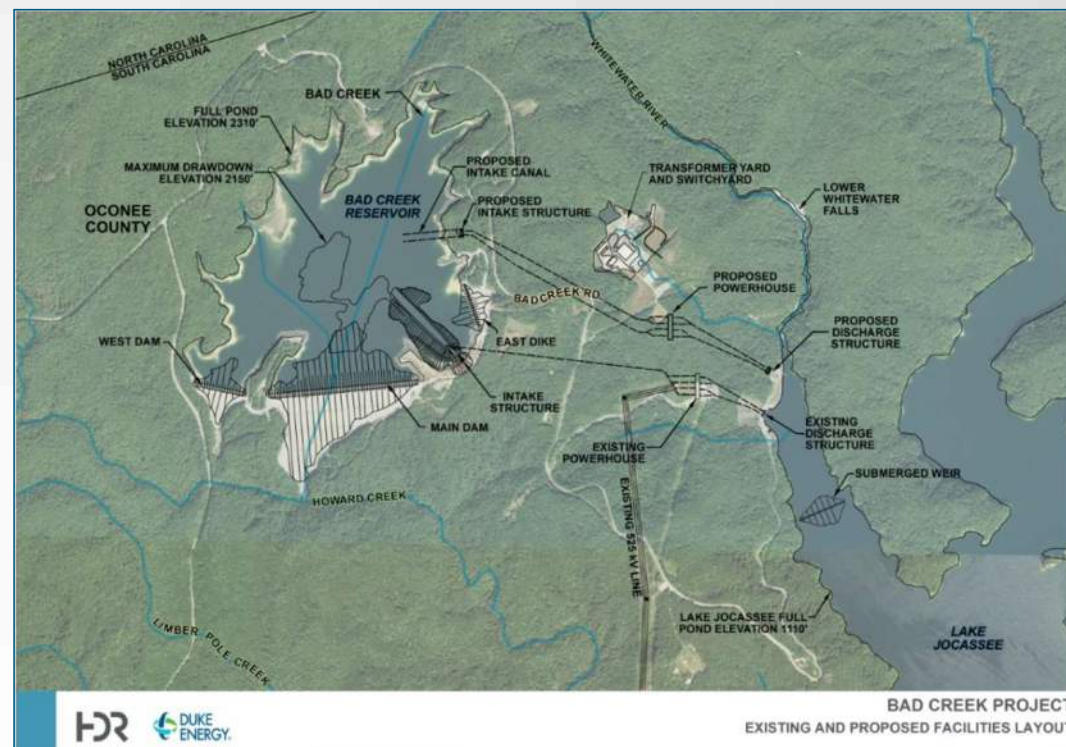 NORTH CAROLINA
SOUTH CAROLINA
BAD CREEK
FULL POND
ELEVATION 2310'
MAXIMUM DRAWDOWN
ELEVATION 2150'
OCONEE
COUNTY
BAD CREEK
RESERVOIR
PROPOSED
INTAKE CANAL
PROPOSED
INTAKE STRUCTURE
WHITEWATER RIVER
TRANSFORMER YARD
AND SWITCHYARD
LOWER
WHITEWATER
FALLS
BAD CREEK RD
PROPOSED
POWERHOUSE
PROPOSED
DISCHARGE
STRUCTURE
WEST DAM
EAST DIKE
INTAKE
STRUCTURE
MAIN DAM
EXISTING
POWERHOUSE
EXISTING
DISCHARGE
STRUCTURE
SUBMERGED WEIR
HOWARD CREEK
EXISTING 525 kV LINE
LIMBER POLE CREEK
LAKE JOCASSEE FULL
POND ELEVATION 1110'
LAKE
JOCASSEE
HDR
DUKE
ENERGY.
BAD CREEK PROJECT
EXISTING AND PROPOSED FACILITIES LAYOUT